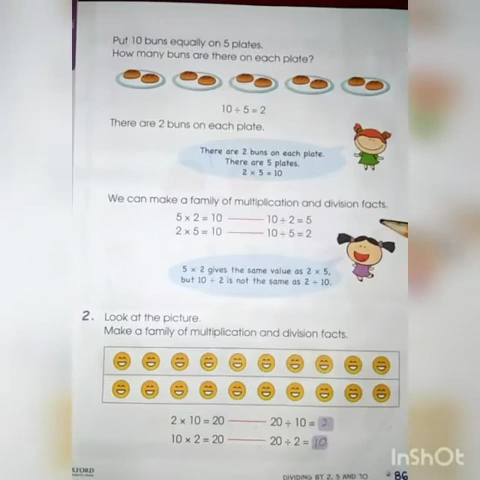 Put 10 buns equally on 5 plates.
How many buns are there on each plate?
10 ÷ 5 = 2
There are 2 buns on each plate.
There are 2 buns on each plate.
There are 5 plates.
2 × 5 = 10
We can make a family of multiplication and division facts.
5 × 2 = 10 10 ÷ 2 = 5
2 × 5 = 10 10 ÷ 5 = 2
5 × 2 gives the same value as 2 × 5,
but 10 ÷ 2 is not the same as 2 ÷ 10.
2. Look at the picture.
Make a family of multiplication and division facts.
2 × 10 = 20 20 ÷ 10 = 2
10 × 2 = 20 20 ÷ 2 = 10
DIVIDING BY 2, 5 AND 10 86
InShOt